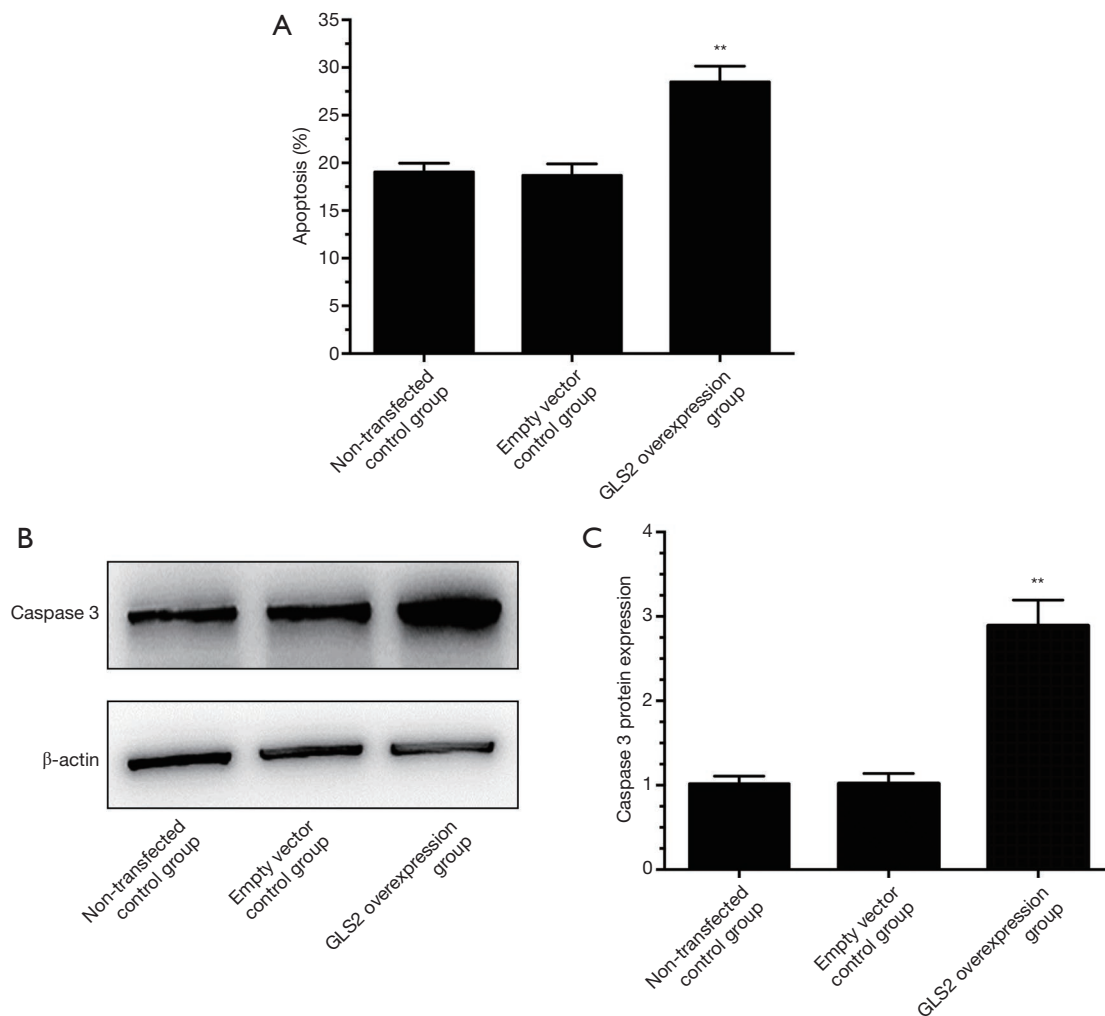 A
**
35
30
25
20
15
10
5
0
Apoptosis (%)
Non-transfected
control group
Empty vector
control group
GLS2 overexpression
group
B
Caspase 3
β-actin
Non-transfected
control group
Empty vector
control group
GLS2 overexpression
group
C
**
4
3
2
1
0
Caspase 3 protein expression
Non-transfected
control group
Empty vector
control group
GLS2 overexpression
group